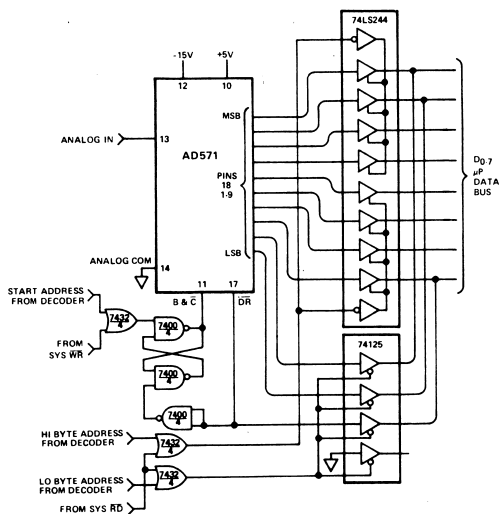 74LS244
-15V
+5V
12
10
MSB
ANALOG IN
13
AD571
PINS
18
1-9
D0-7
μP
DATA
BUS
ANALOG COM
14
LSB
11
17
B & C̅
D̅R̅
START ADDRESS
FROM DECODER
7432
4
7400
4
FROM
SYS W̅R̅
74125
7400
4
7400
4
HI BYTE ADDRESS
FROM DECODER
7432
4
LO BYTE ADDRESS
FROM DECODER
7432
4
FROM SYS R̅D̅